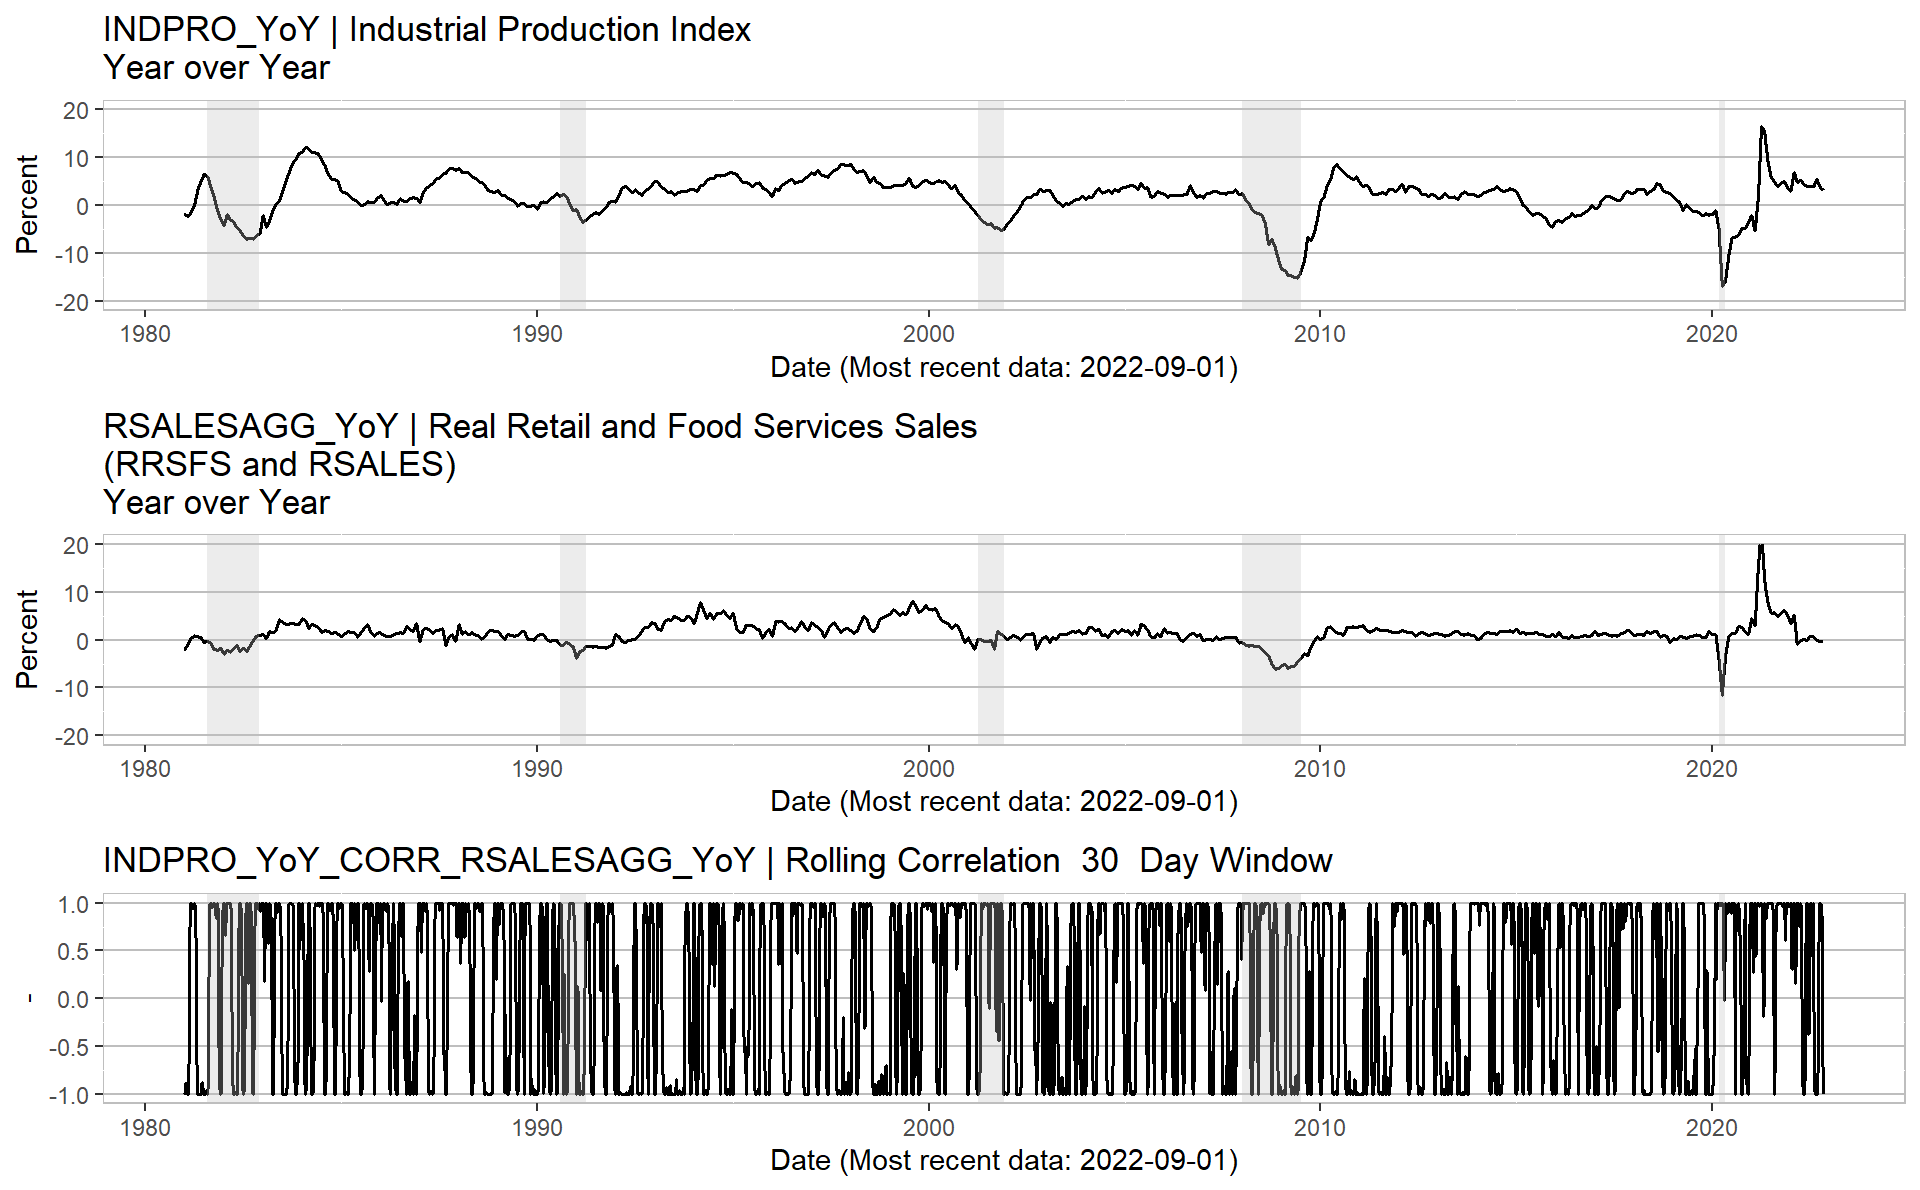 INDPRO_YoY | Industrial Production Index
Year over Year
20
10
0
-10
-20
Percent
1980 1990 2000 2010 2020
Date (Most recent data: 2022-09-01)
RSALESAGG_YoY | Real Retail and Food Services Sales
(RRSFS and RSALES)
Year over Year
20
10
0
-10
-20
Percent
1980 1990 2000 2010 2020
Date (Most recent data: 2022-09-01)
INDPRO_YoY_CORR_RSALESAGG_YoY | Rolling Correlation 30 Day Window
1.0
0.5
0.0
-0.5
-1.0
-
1980 1990 2000 2010 2020
Date (Most recent data: 2022-09-01)